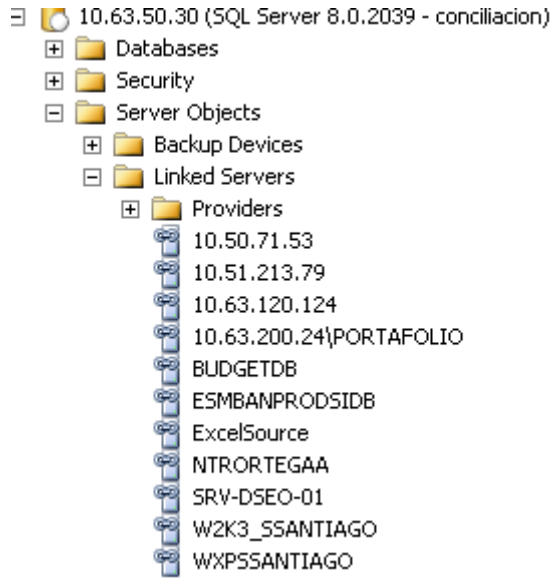 10.63.50.30 (SQL Server 8.0.2039 - conciliacion)
Databases
Security
Server Objects
Backup Devices
Linked Servers
Providers
10.50.71.53
10.51.213.79
10.63.120.124
10.63.200.24\PORTAFOLIO
BUDGETDB
ESMBANPRODSIDB
ExcelSource
NTRORTEGAA
SRV-DSEO-01
W2K3_SSANTIAGO
WXPSSANTIAGO